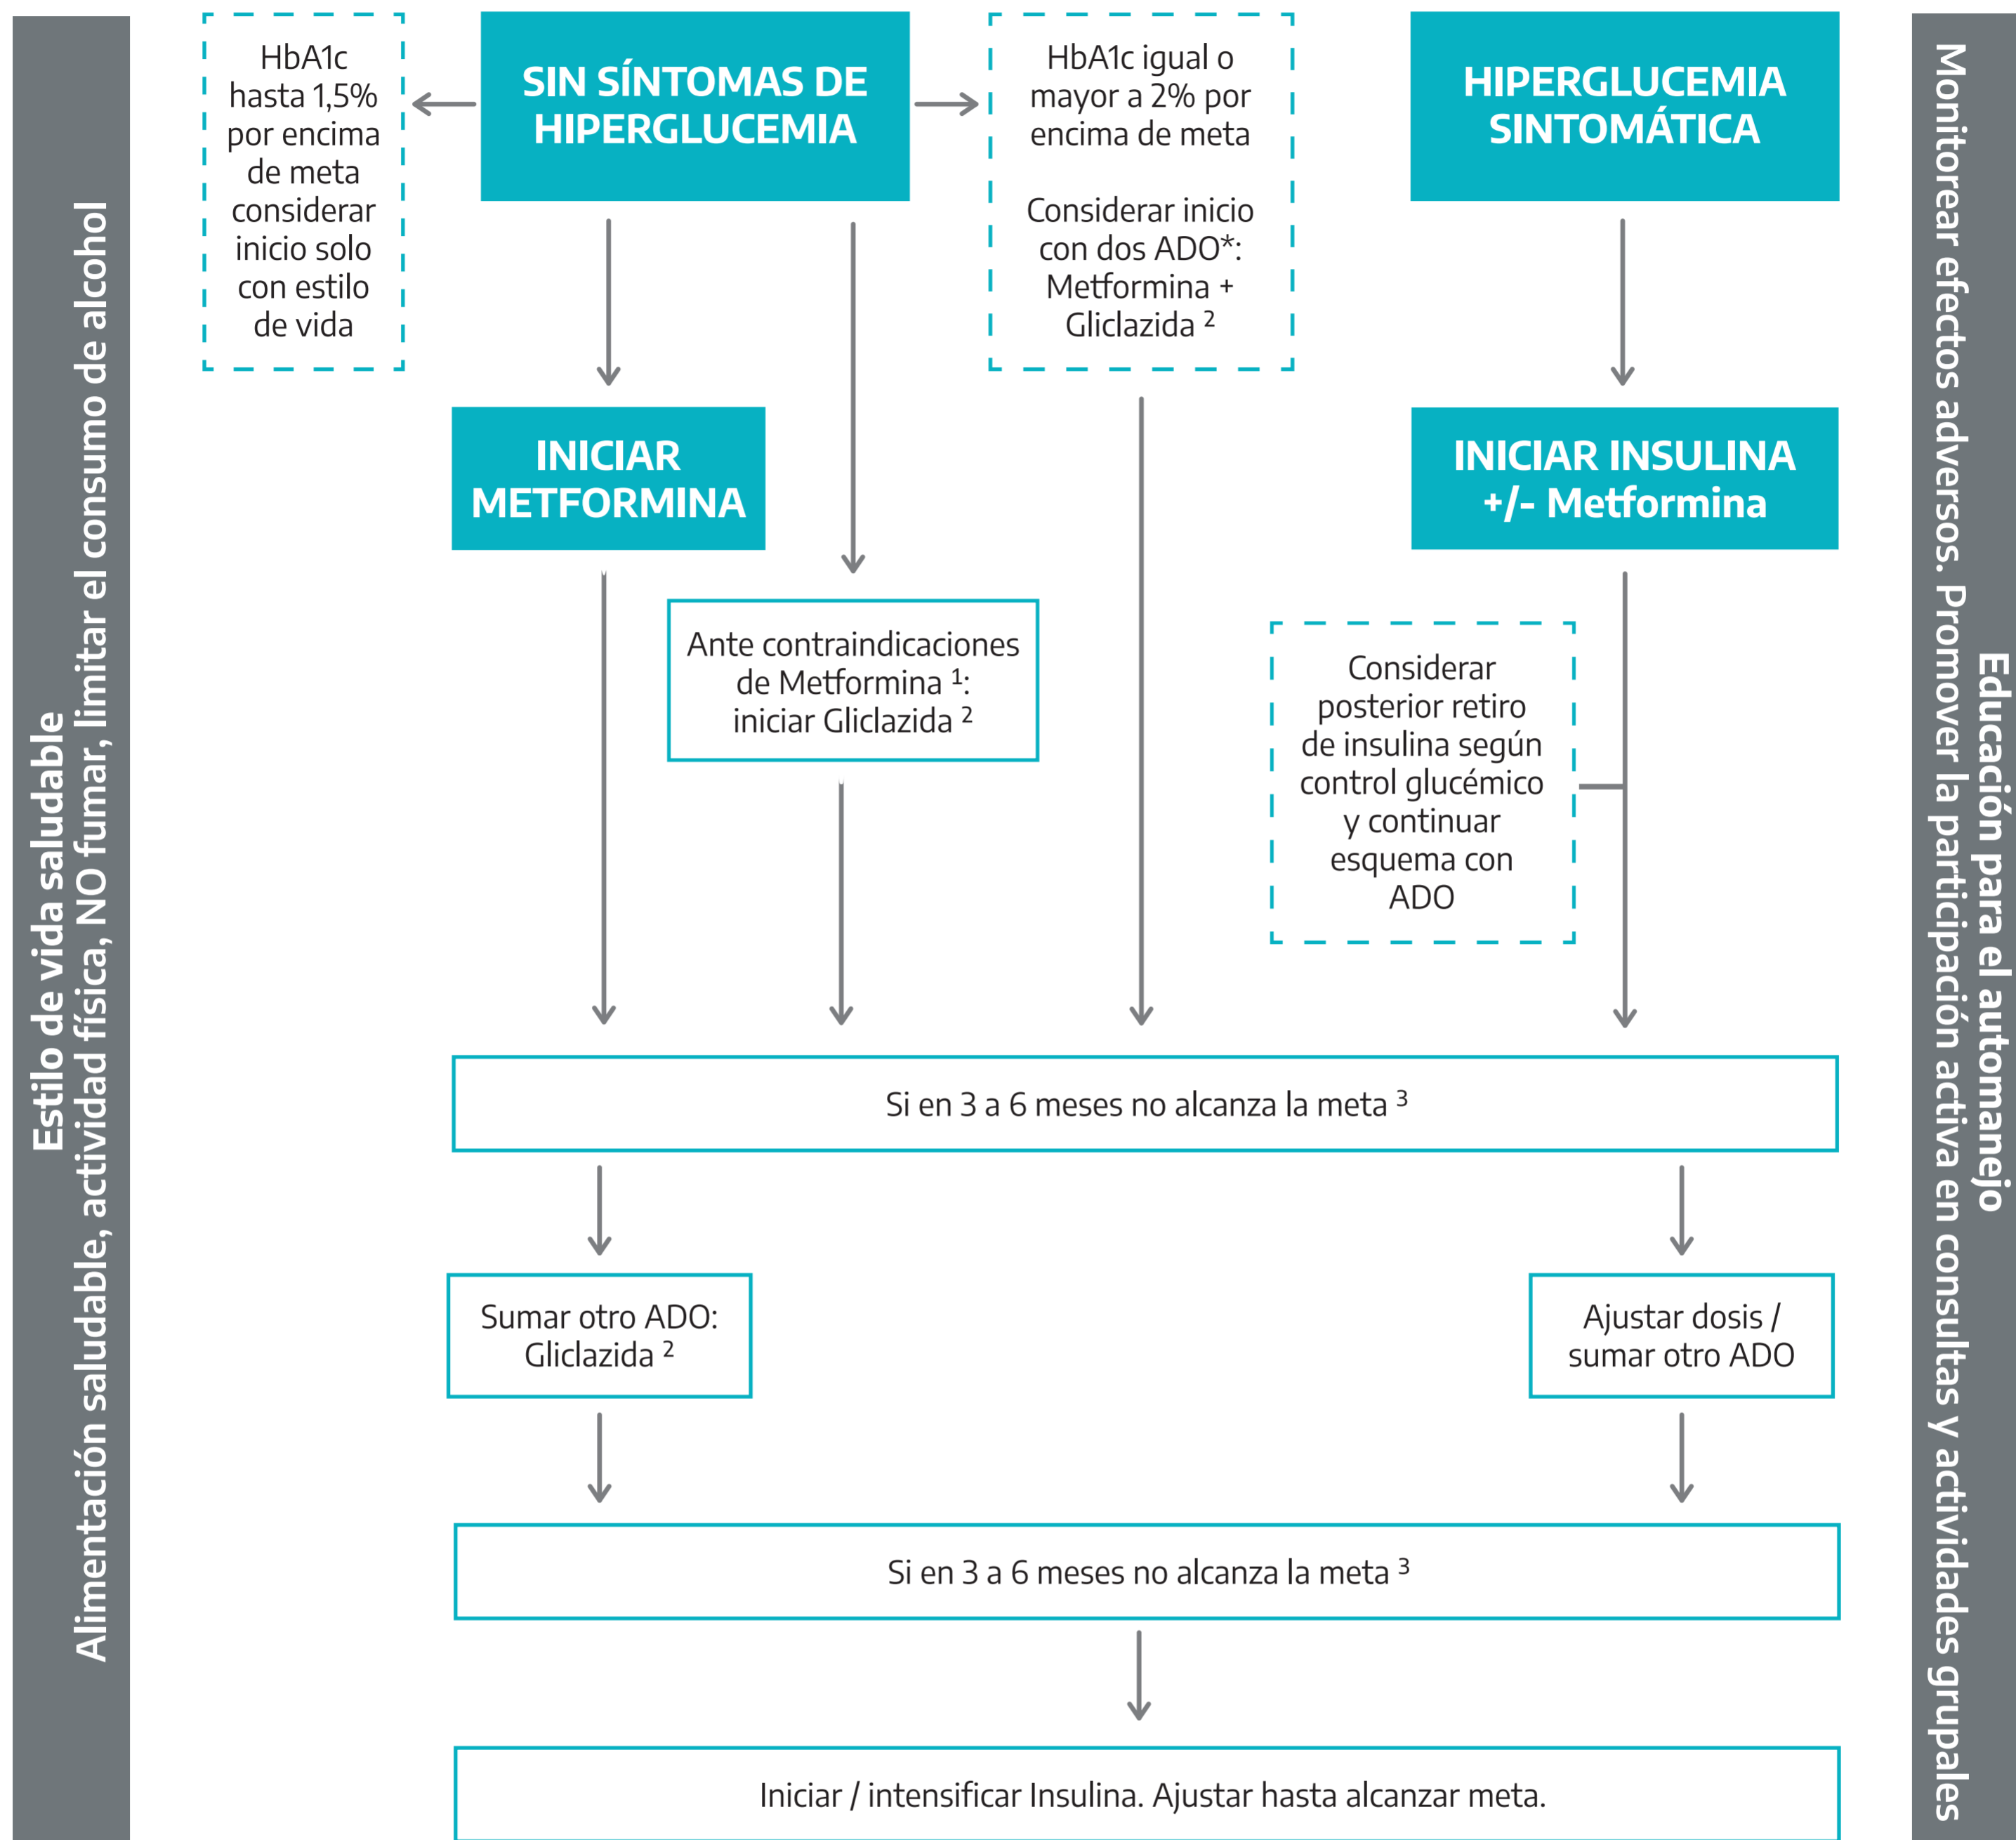 Estilo de vida saludable
Alimentación saludable, actividad física, NO fumar, limitar el consumo de alcohol
HbA1c
hasta 1,5%
por encima
de meta
considerar
inicio solo
con estilo
de vida
SIN SÍNTOMAS DE
HIPERGLUCEMIA
HbA1c igual o
mayor a 2% por
encima de meta
Considerar inicio
con dos ADO*:
Metformina +
Gliclazida ²
HIPERGLUCEMIA
SINTOMÁTICA
INICIAR
METFORMINA
INICIAR INSULINA
+/- Metformina
Ante contraindicaciones
de Metformina ¹:
iniciar Gliclazida ²
Considerar
posterior retiro
de insulina según
control glucémico
y continuar
esquema con
ADO
Si en 3 a 6 meses no alcanza la meta ³
Sumar otro ADO:
Gliclazida ²
Ajustar dosis /
sumar otro ADO
Si en 3 a 6 meses no alcanza la meta ³
Iniciar / intensificar Insulina. Ajustar hasta alcanzar meta.
Educación para el automanejo
Monitorear efectos adversos. Promover la participación activa en consultas y actividades grupales